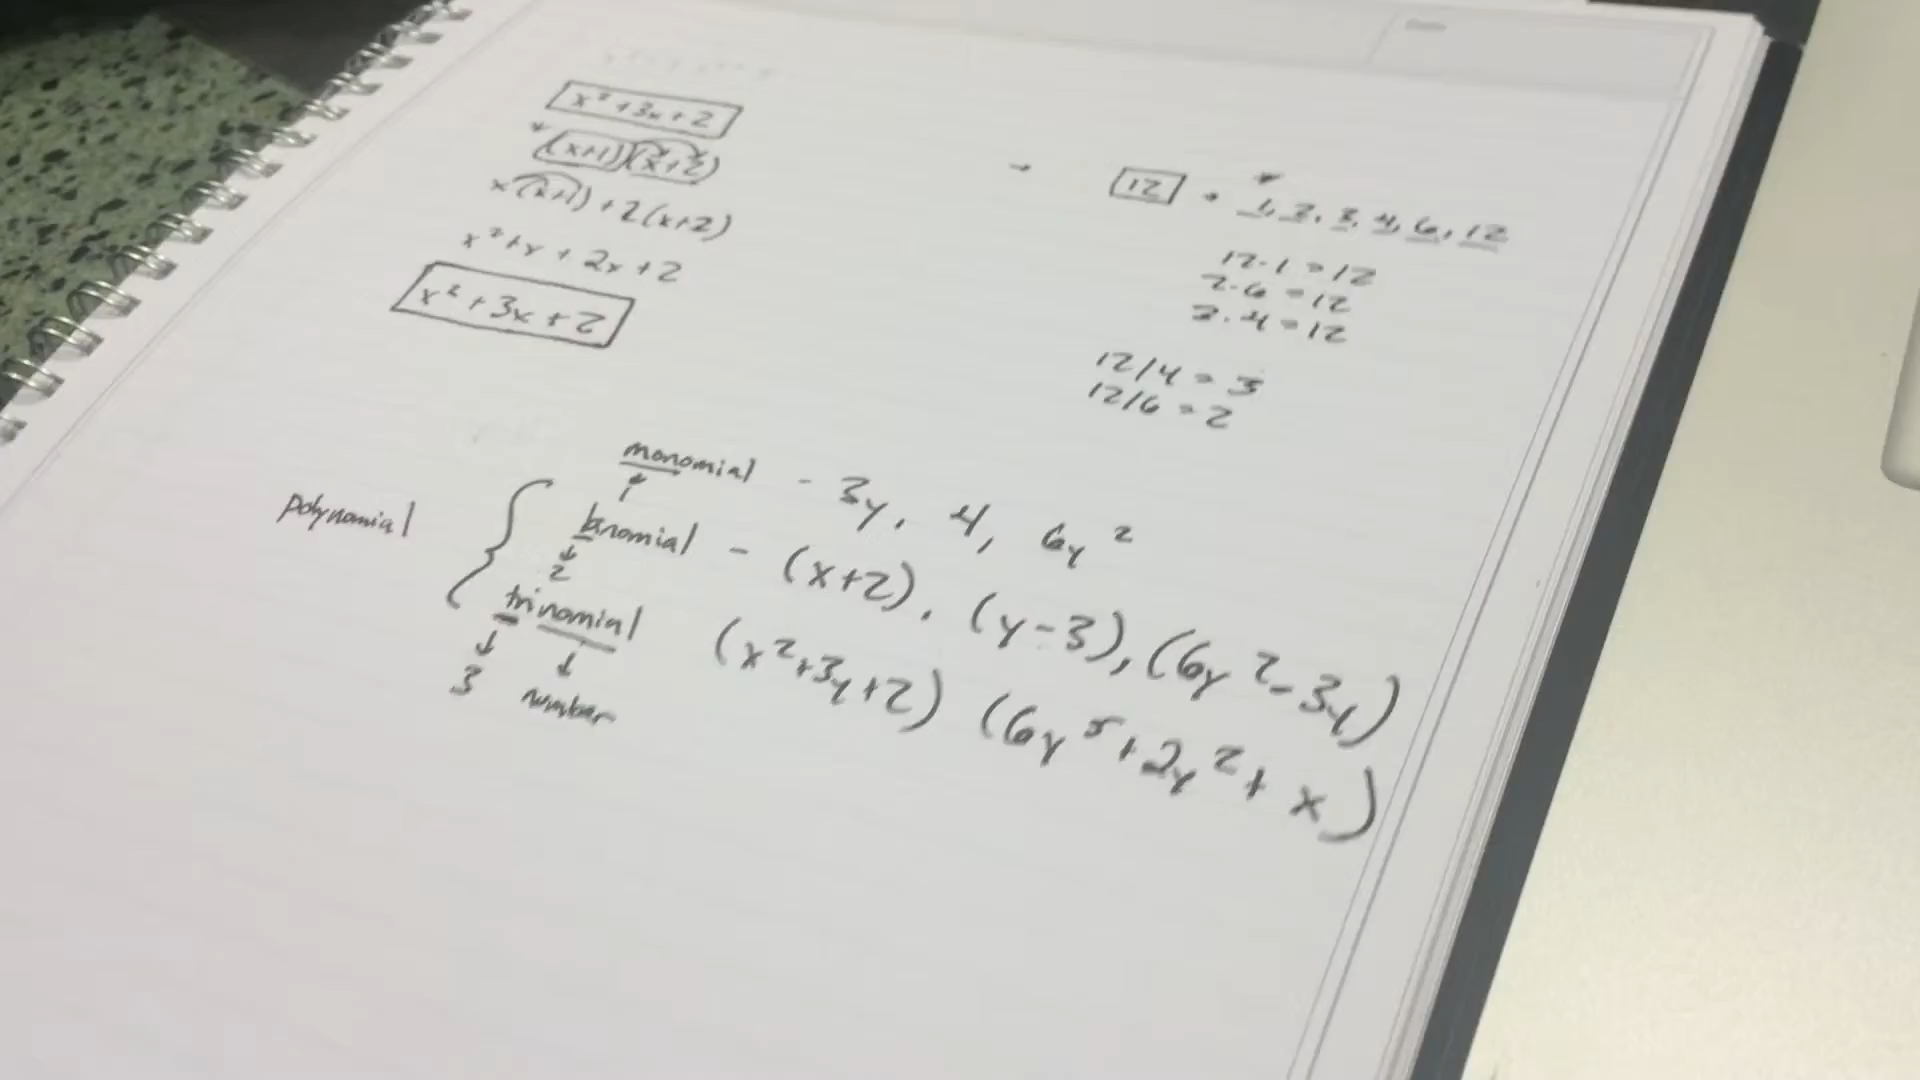 x² + 3x + 2
(x+1)(x+2)
x(x+1) + 2(x+2)
x² + x + 2x + 2
x² + 3x + 2
12 → 1, 2, 3, 4, 6, 12
12 · 1 = 12
2 · 6 = 12
3 · 4 = 12
12/4 = 3
12/6 = 2
polynomial
monomial - 3y, 4, 6y²
1
binomial - (x+2), (y-3), (6y² - 3y)
2
trinomial (x² + 3y + 2) (6y⁵ + 2y² + x)
3 number